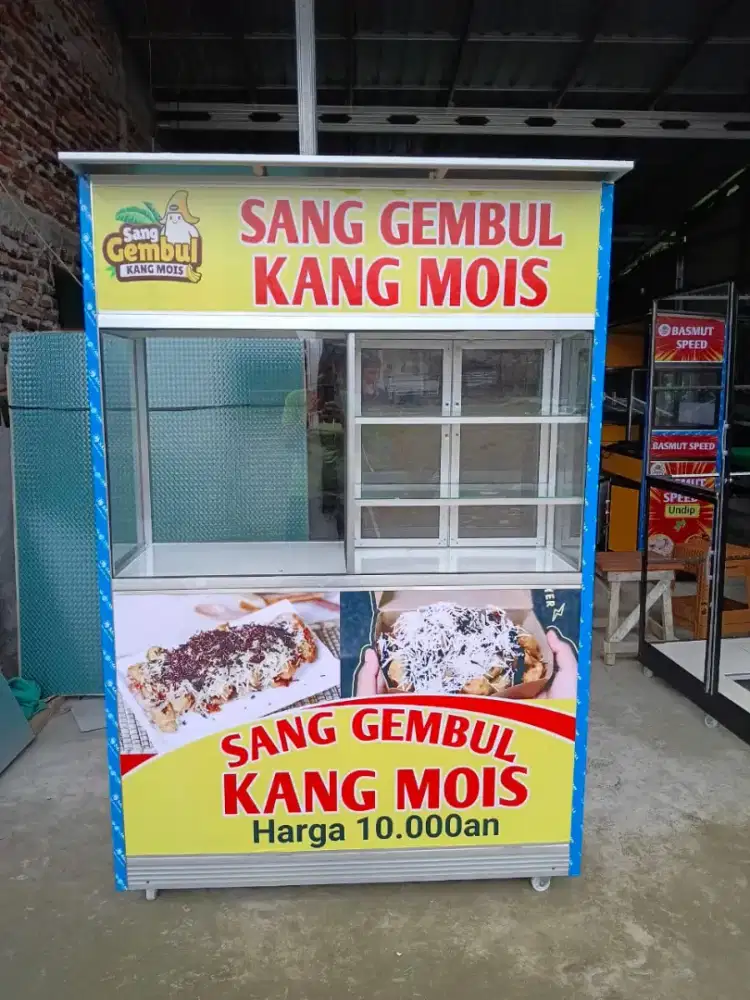 Sang
Gembul
KANG MOIS
SANG GEMBUL
KANG MOIS
BASMUT
SPEED
BASMUT SPEED
Undip
SANG GEMBUL
KANG MOIS
Harga 10.000an